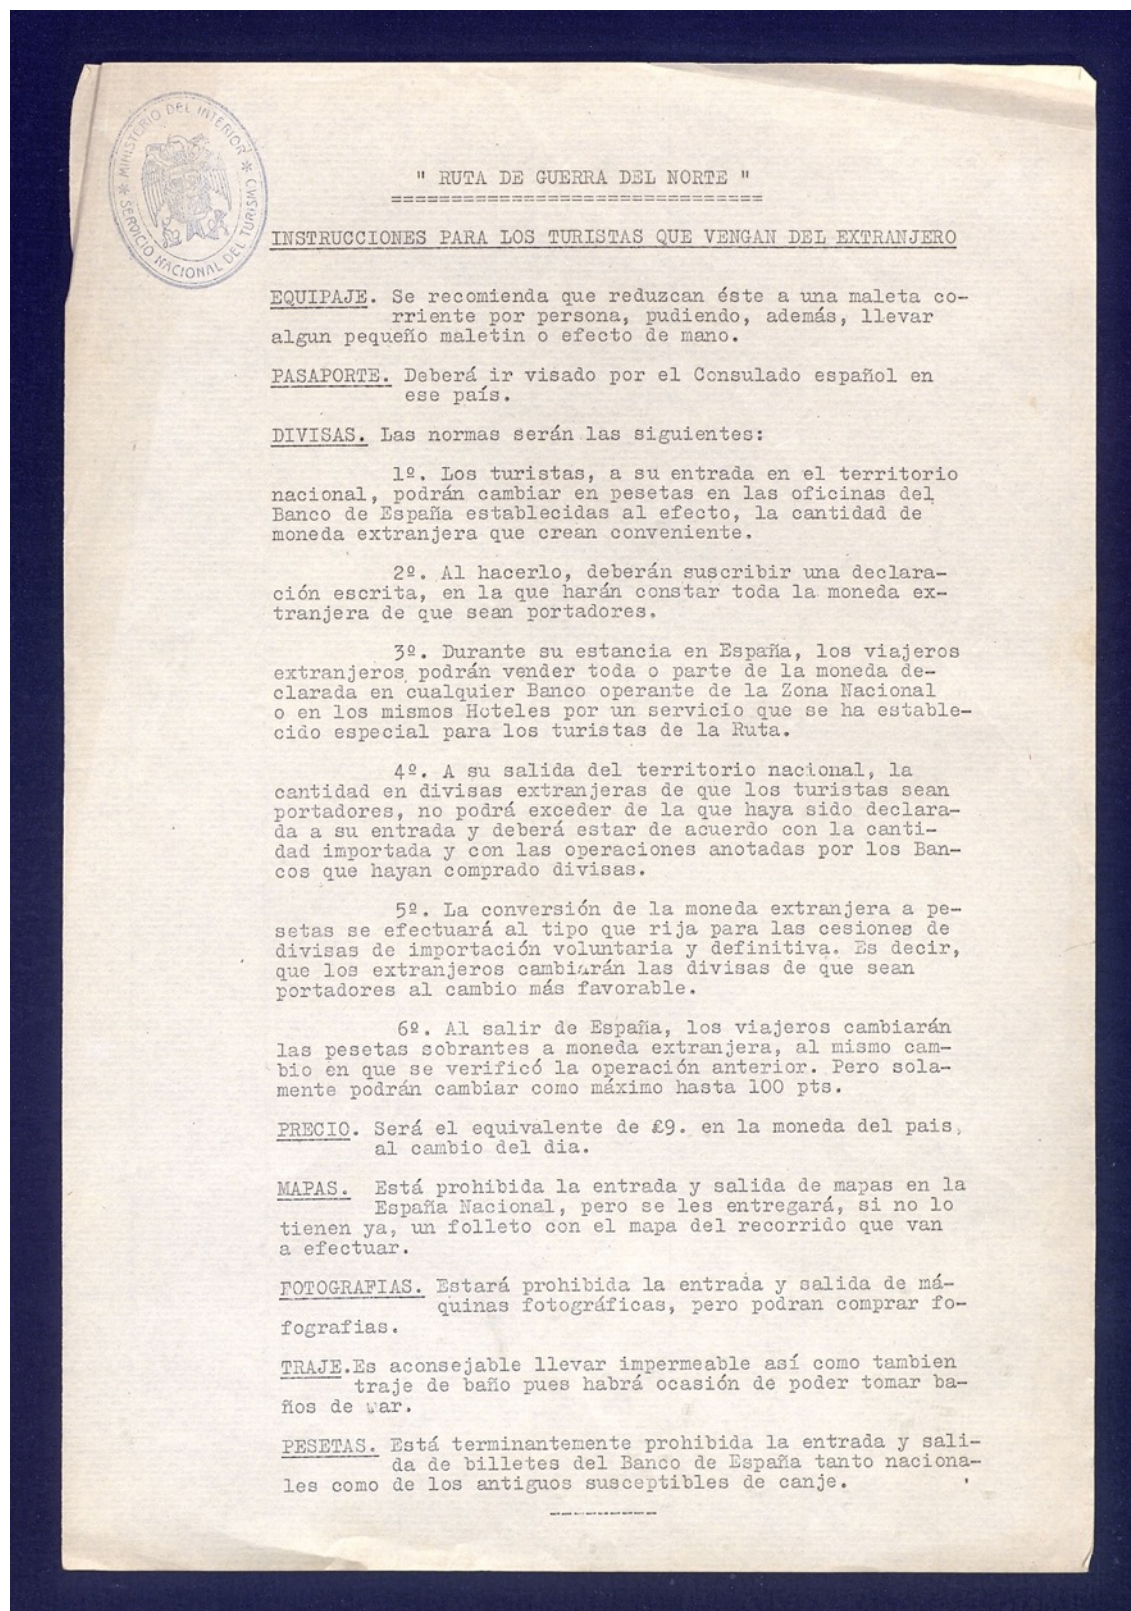 * MINISTERIO DEL INTERIOR * SERVICIO NACIONAL DEL TURISMO
" RUTA DE GUERRA DEL NORTE "
===============================
INSTRUCCIONES PARA LOS TURISTAS QUE VENGAN DEL EXTRANJERO
EQUIPAJE. Se recomienda que reduzcan éste a una maleta co-
rriente por persona, pudiendo, además, llevar
algun pequeño maletin o efecto de mano.
PASAPORTE. Deberá ir visado por el Consulado español en
ese país.
DIVISAS. Las normas serán las siguientes:
1º. Los turistas, a su entrada en el territorio
nacional, podrán cambiar en pesetas en las oficinas del
Banco de España establecidas al efecto, la cantidad de
moneda extranjera que crean conveniente.
2º. Al hacerlo, deberán suscribir una declara-
ción escrita, en la que harán constar toda la moneda ex-
tranjera de que sean portadores.
3º. Durante su estancia en España, los viajeros
extranjeros podrán vender toda o parte de la moneda de-
clarada en cualquier Banco operante de la Zona Nacional
o en los mismos Hoteles por un servicio que se ha estable-
cido especial para los turistas de la Ruta.
4º. A su salida del territorio nacional, la
cantidad en divisas extranjeras de que los turistas sean
portadores, no podrá exceder de la que haya sido declara-
da a su entrada y deberá estar de acuerdo con la canti-
dad importada y con las operaciones anotadas por los Ban-
cos que hayan comprado divisas.
5º. La conversión de la moneda extranjera a pe-
setas se efectuará al tipo que rija para las cesiones de
divisas de importación voluntaria y definitiva. Es decir,
que los extranjeros cambiarán las divisas de que sean
portadores al cambio más favorable.
6º. Al salir de España, los viajeros cambiarán
las pesetas sobrantes a moneda extranjera, al mismo cam-
bio en que se verificó la operación anterior. Pero sola-
mente podrán cambiar como máximo hasta 100 pts.
PRECIO. Será el equivalente de £9. en la moneda del pais,
al cambio del dia.
MAPAS. Está prohibida la entrada y salida de mapas en la
España Nacional, pero se les entregará, si no lo
tienen ya, un folleto con el mapa del recorrido que van
a efectuar.
FOTOGRAFIAS. Estará prohibida la entrada y salida de má-
quinas fotográficas, pero podran comprar fo-
fografias.
TRAJE.Es aconsejable llevar impermeable así como tambien
traje de baño pues habrá ocasión de poder tomar ba-
ños de mar.
PESETAS. Está terminantemente prohibida la entrada y sali-
da de billetes del Banco de España tanto naciona-
les como de los antiguos susceptibles de canje.